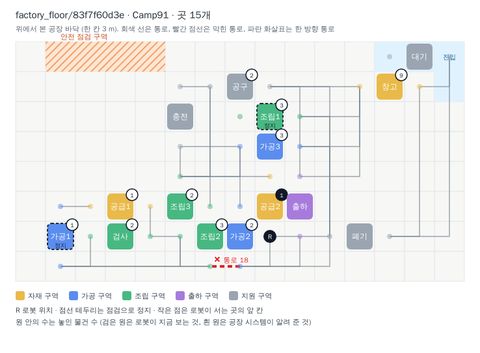 factory_floor/83f7f60d3e · Camp91 · 곳 15개
위에서 본 공장 바닥 (한 칸 3 m). 회색 선은 통로, 빨간 점선은 막힌 통로, 파란 화살표는 한 방향 통로
안전 점검 구역
대기
진입
공구 2
창고 9
충전
조립1 3
정지
가공3 3
공급1 1
조립3 2
공급2 1
출하
가공1 1
정지
검사 2
조립2 3
가공2 2
R
폐기
✕ 통로 18
자재 구역
가공 구역
조립 구역
출하 구역
지원 구역
R 로봇 위치 · 점선 테두리는 점검으로 정지 · 작은 점은 로봇이 서는 곳의 앞 칸
원 안의 수는 놓인 물건 수 (검은 원은 로봇이 지금 보는 것, 흰 원은 공장 시스템이 알려 준 것)